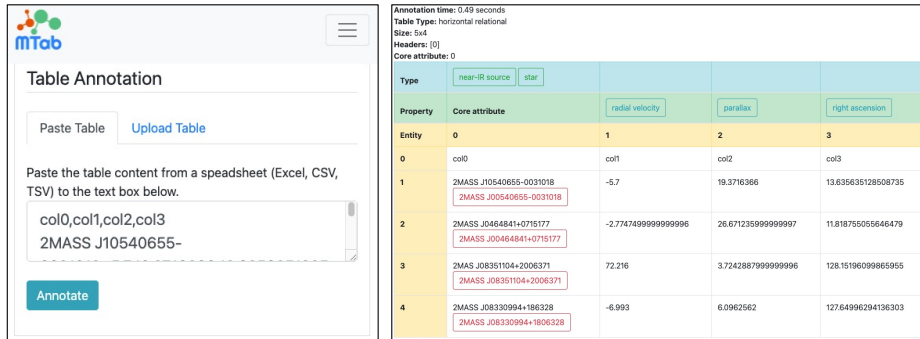 MTab
Table Annotation
Paste Table Upload Table
Paste the table content from a speadsheet (Excel, CSV,
TSV) to the text box below.
col0,col1,col2,col3
2MASS J10540655-
Annotate
Annotation time: 0.49 seconds
Table Type: horizontal relational
Size: 5x4
Headers: [0]
Core attribute: 0
Type near-IR source star
Property Core attribute radial velocity parallax right ascension
Entity 0 1 2 3
0 col0 col1 col2 col3
1 2MASS J10540655-0031018 -5.7 19.3716366 13.635635128508735
2MASS J00540655-0031018
2 2MASS J0464841+0715177 -2.7747499999999996 26.671235999999997 11.818755055646479
2MASS J00464841+0715177
3 2MAS J08351104+2006371 72.216 3.7242887999999996 128.15196099865955
2MASS J08351104+2006371
4 2MASS J08330994+186328 -6.993 6.0962562 127.64996294136303
2MASS J08330994+1806328